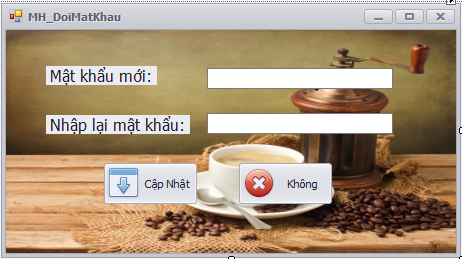 MH_DoiMatKhau
Mật khẩu mới:
Nhập lại mật khẩu:
Cập Nhật
Không